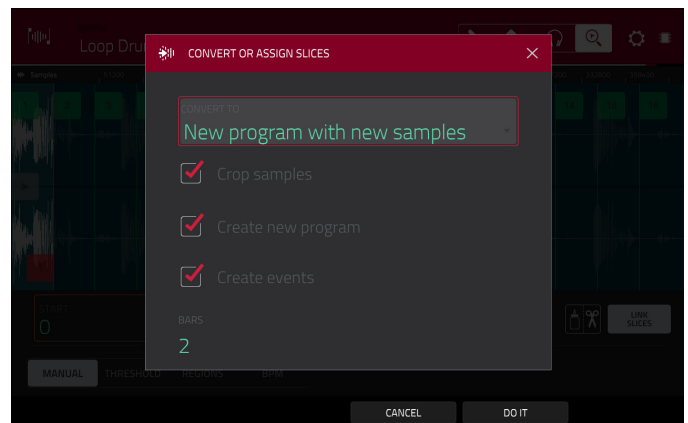 Loop Dru
CONVERT OR ASSIGN SLICES
Samples
CONVERT TO
New program with new samples
Crop samples
Create new program
Create events
BARS
2
START
0
LINK
SLICES
MANUAL
THRESHOLD
REGIONS
BPM
CANCEL
DO IT